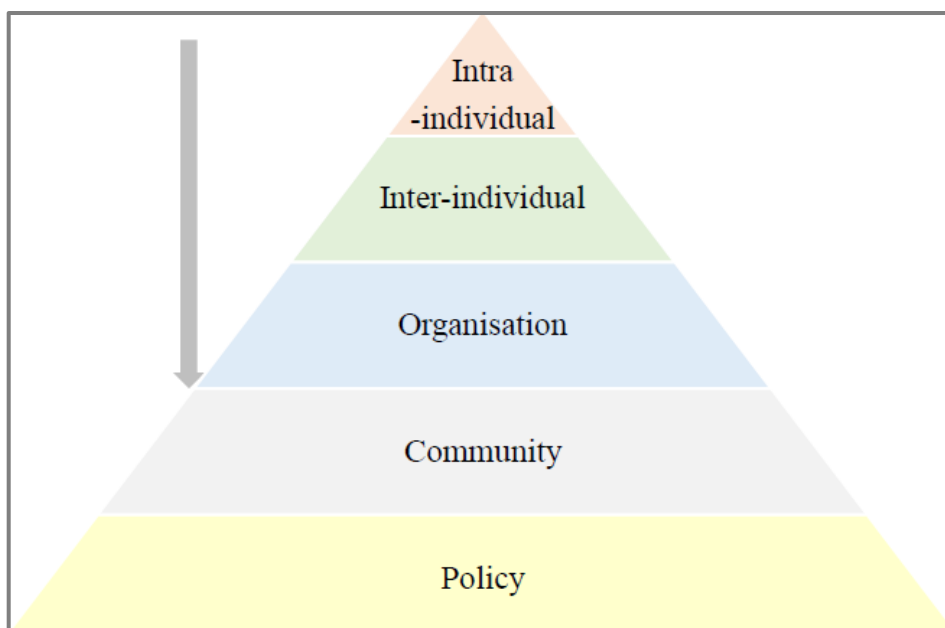 Intra
-individual
Inter-individual
Organisation
Community
Policy